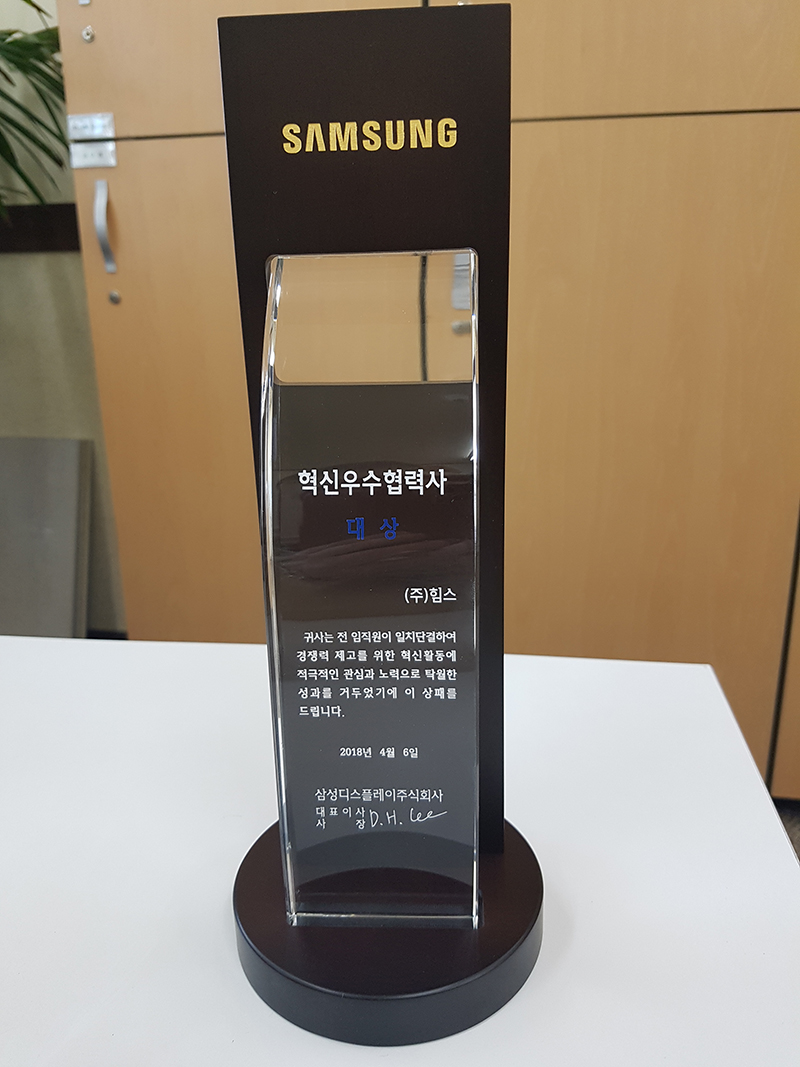 SAMSUNG
혁신우수협력사
대 상
(주)힘스
귀사는 전 임직원이 일치단결하여
경쟁력 제고를 위한 혁신활동에
적극적인 관심과 노력으로 탁월한
성과를 거두었기에 이 상패를
드립니다.
2018년 4월 6일
삼성디스플레이주식회사
대표이사
사 장 D.H. Lee